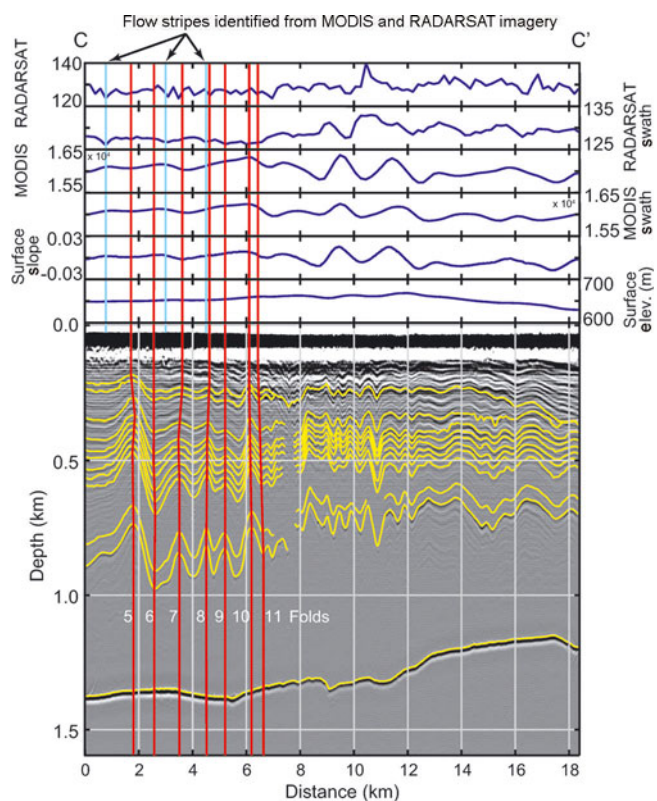 Flow stripes identified from MODIS and RADARSAT imagery
C
C'
RADARSAT
140
120
135
125
RADARSAT
swath
MODIS
1.65
x 10⁴
1.55
1.65
x 10⁴
1.55
MODIS
swath
Surface
slope
0.03
-0.03
700
600
Surface
elev. (m)
0.0
0.5
1.0
1.5
Depth (km)
5 6 7 8 9 10 11 Folds
0 2 4 6 8 10 12 14 16 18
Distance (km)